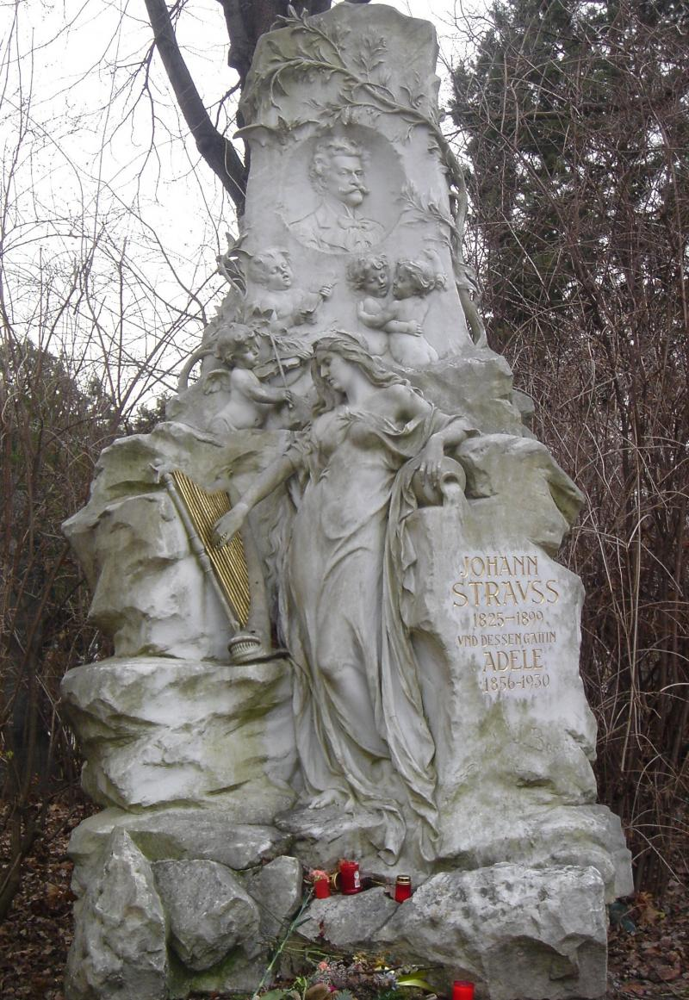 JOHANN
STRAVSS
1825–1899
VND DESSEN GATTIN
ADELE
1856–1930